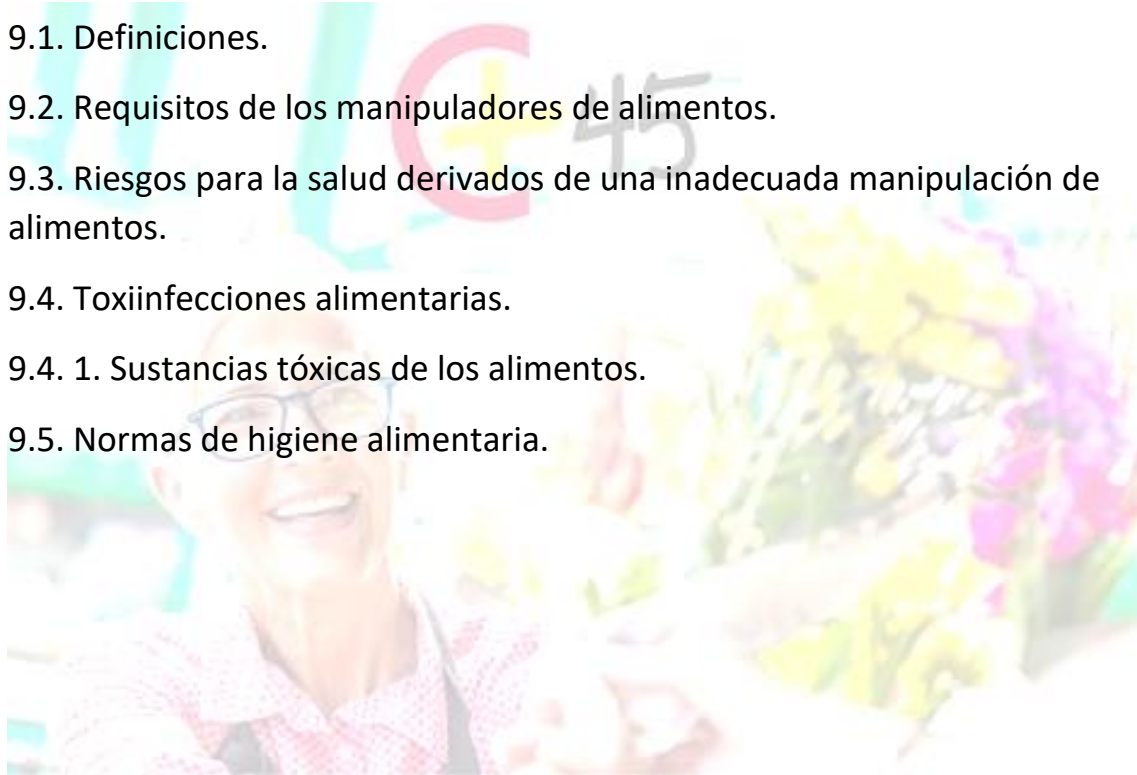 9.1. Definiciones.
+45
9.2. Requisitos de los manipuladores de alimentos.
9.3. Riesgos para la salud derivados de una inadecuada manipulación de
alimentos.
9.4. Toxiinfecciones alimentarias.
9.4. 1. Sustancias tóxicas de los alimentos.
9.5. Normas de higiene alimentaria.